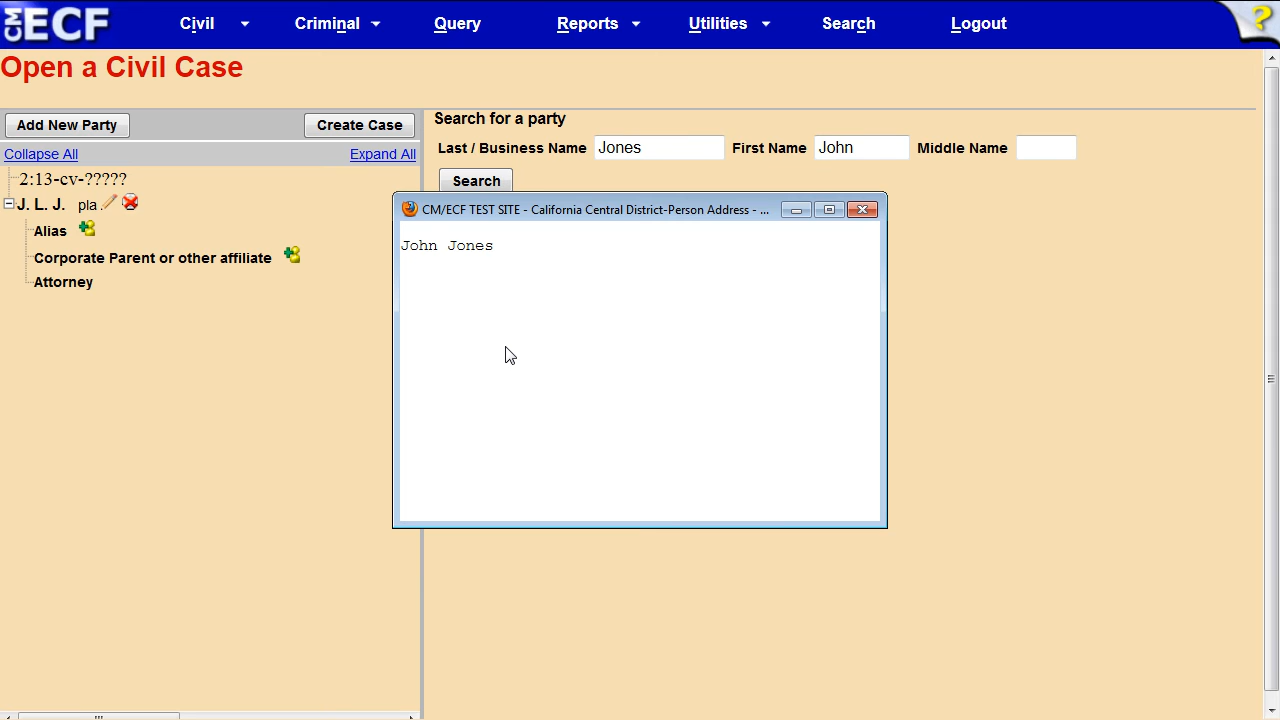 CM ECF Civil Criminal Query Reports Utilities Search Logout ?
Open a Civil Case
Add New Party Create Case
Collapse All Expand All
2:13-cv-?????
J. L. J. pla
Alias
Corporate Parent or other affiliate
Attorney
Search for a party
Last / Business Name Jones First Name John Middle Name
Search
CM/ECF TEST SITE - California Central District-Person Address - ...
John Jones